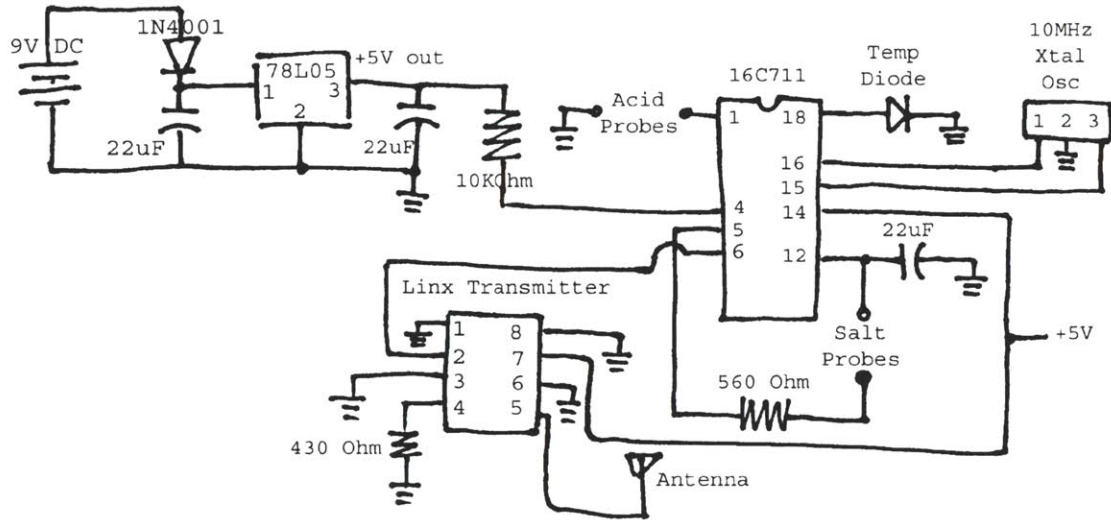 1N4001
9V DC
78L05
1 3
2
+5V out
22uF
22uF
10KOhm
Acid
Probes
16C711
1 18
16
15
4 14
5
6 12
Temp
Diode
10MHz
Xtal
Osc
1 2 3
22uF
Salt
Probes
+5V
560 Ohm
Linx Transmitter
1 8
2 7
3 6
4 5
430 Ohm
Antenna